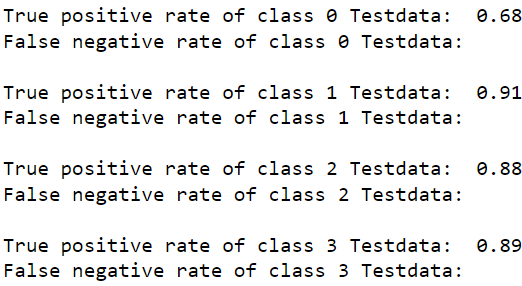 True positive rate of class 0 Testdata:  0.68
False negative rate of class 0 Testdata:
True positive rate of class 1 Testdata:  0.91
False negative rate of class 1 Testdata:
True positive rate of class 2 Testdata:  0.88
False negative rate of class 2 Testdata:
True positive rate of class 3 Testdata:  0.89
False negative rate of class 3 Testdata: